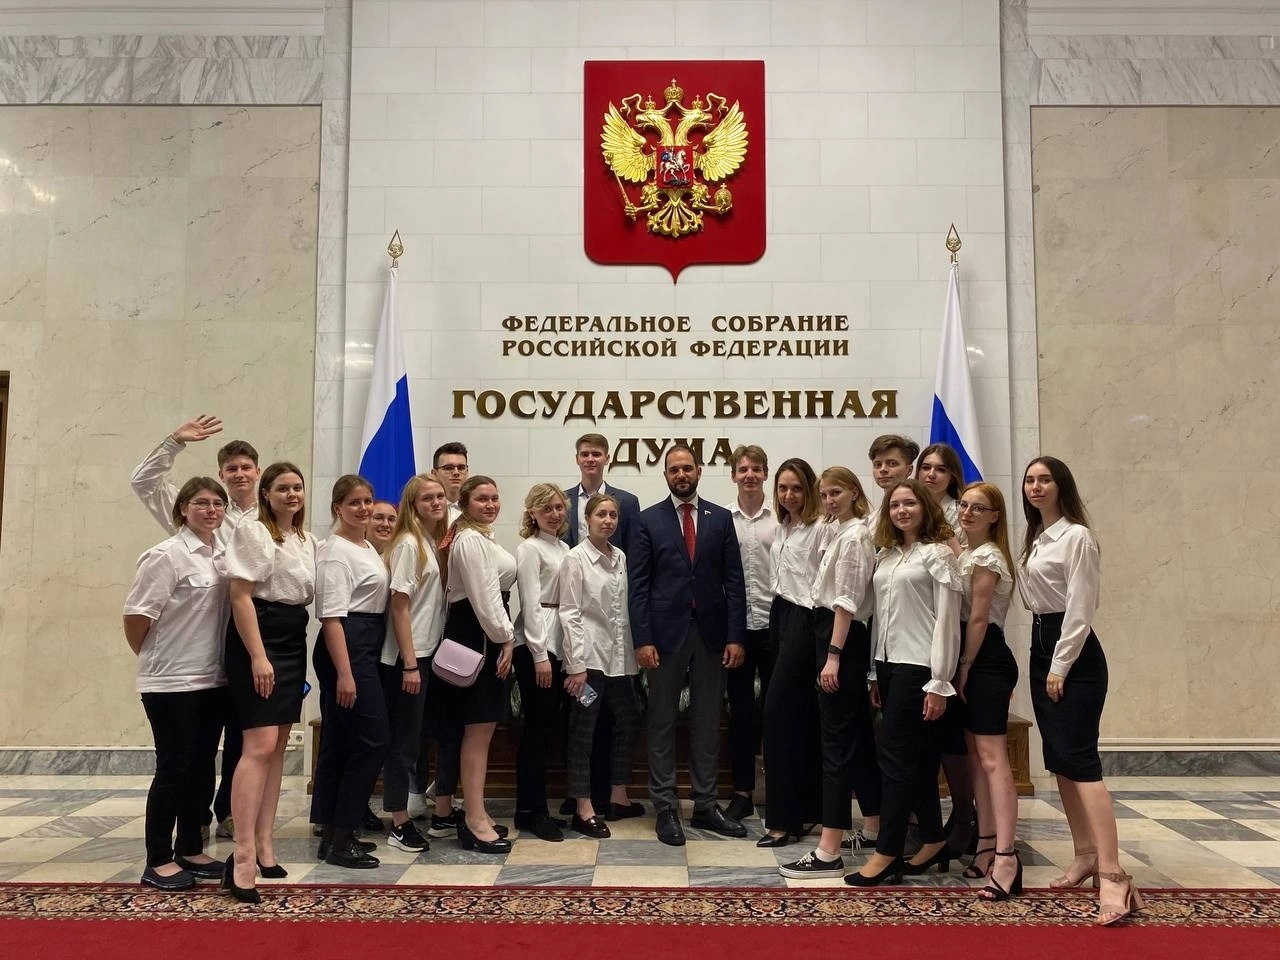 ФЕДЕРАЛЬНОЕ СОБРАНИЕ
РОССИЙСКОЙ ФЕДЕРАЦИИ
ГОСУДАРСТВЕННАЯ
ДУМА